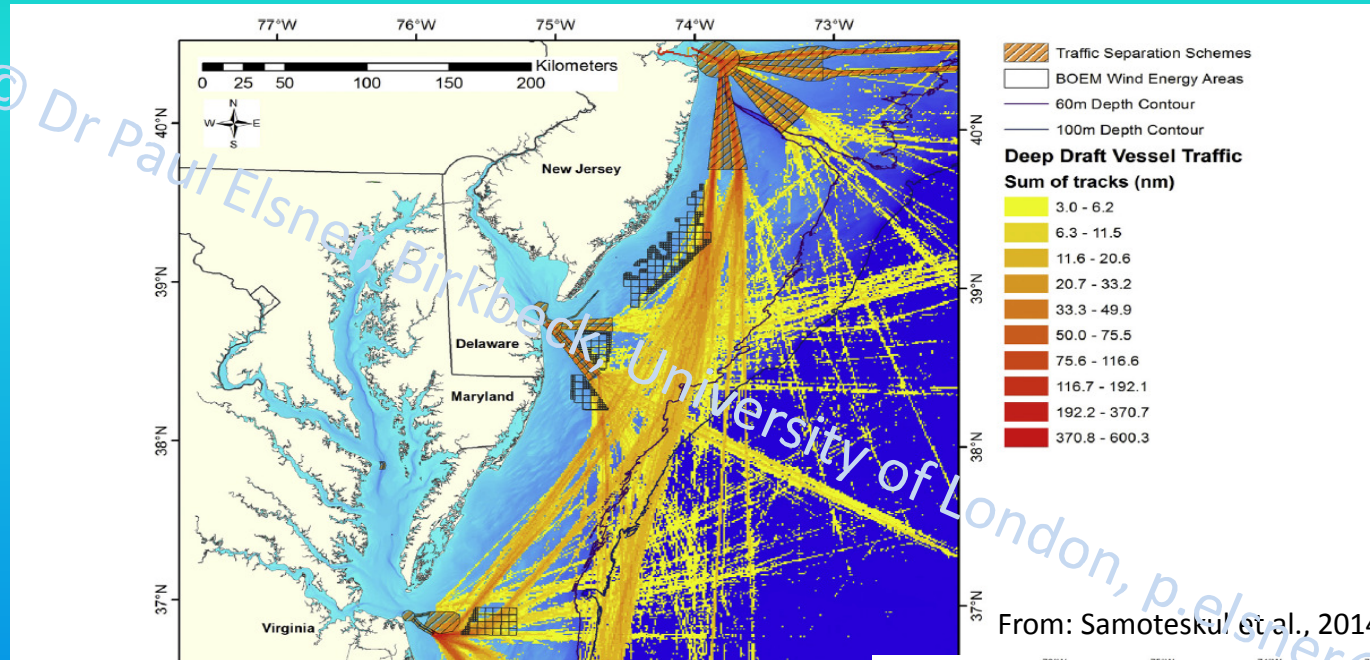 77°W 76°W 75°W 74°W 73°W
0 25 50 100 150 200 Kilometers
N
W E
S
40°N
39°N
38°N
37°N
40°N
39°N
38°N
37°N
New Jersey
Delaware
Maryland
Virginia
Traffic Separation Schemes
BOEM Wind Energy Areas
60m Depth Contour
100m Depth Contour
Deep Draft Vessel Traffic
Sum of tracks (nm)
3.0 - 6.2
6.3 - 11.5
11.6 - 20.6
20.7 - 33.2
33.3 - 49.9
50.0 - 75.5
75.6 - 116.6
116.7 - 192.1
192.2 - 370.7
370.8 - 600.3
© Dr Paul Elsner, Birkbeck, University of London, p.elsner
From: Samoteskul et al., 2014